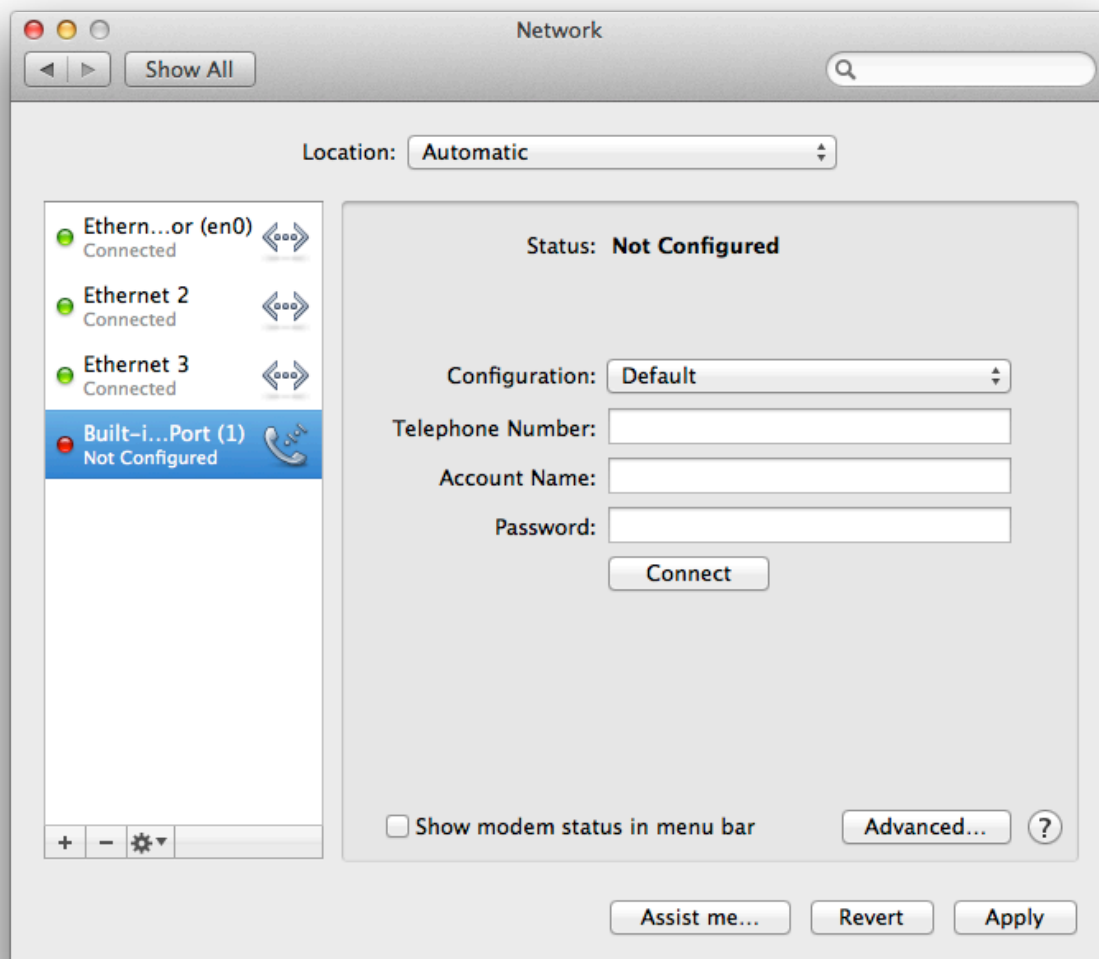 Network
Show All
Location: Automatic
Ethern...or (en0)
Connected
Ethernet 2
Connected
Ethernet 3
Connected
Built-i...Port (1)
Not Configured
Status: Not Configured
Configuration: Default
Telephone Number:
Account Name:
Password:
Connect
Show modem status in menu bar
Advanced...
?
Assist me...
Revert
Apply